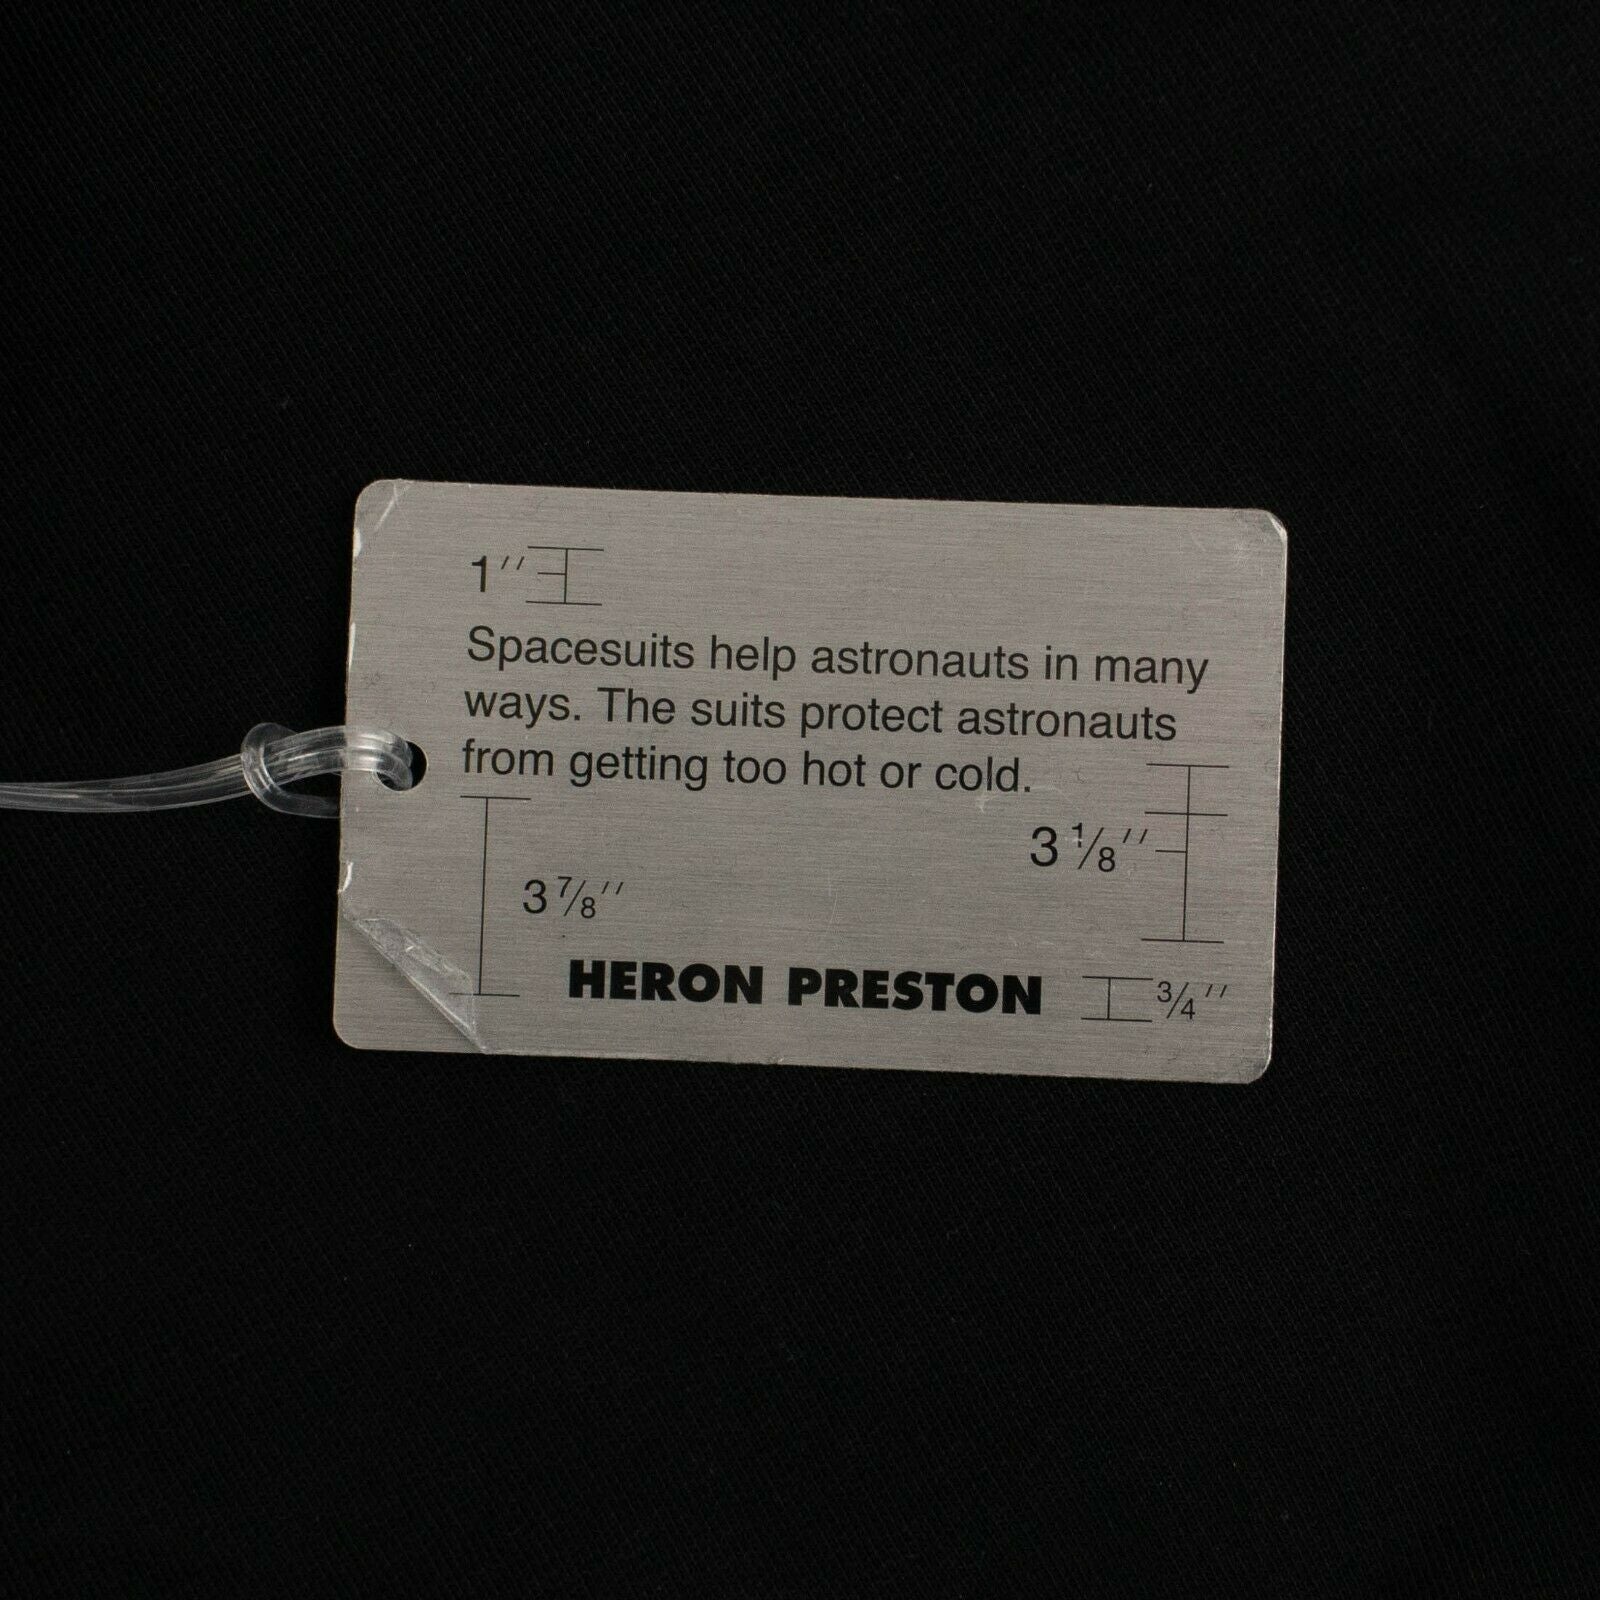 1″
Spacesuits help astronauts in many
ways. The suits protect astronauts
from getting too hot or cold.
3 ⅛″
3 ⅞″
HERON PRESTON
¾″